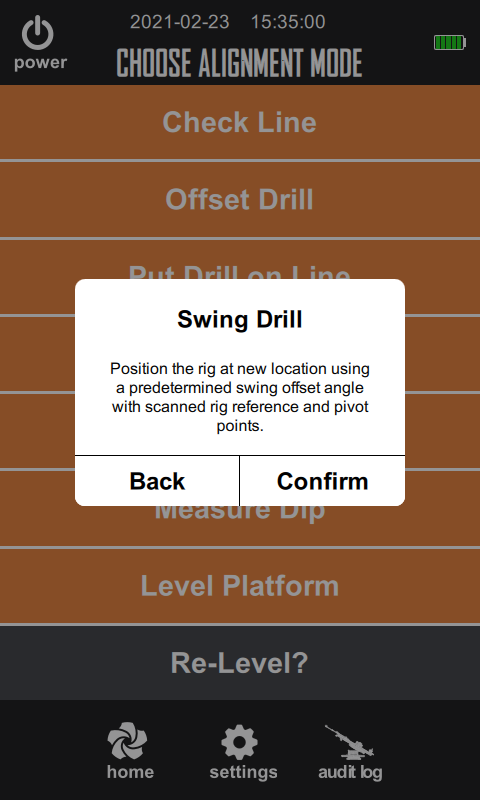 2021-02-23 15:35:00
power
CHOOSE ALIGNMENT MODE
Check Line
Offset Drill
Put Drill on Line
Swing Drill
Position the rig at new location using
a predetermined swing offset angle
with scanned rig reference and pivot
points.
Back Confirm
Measure Dip
Level Platform
Re-Level?
home settings audit log